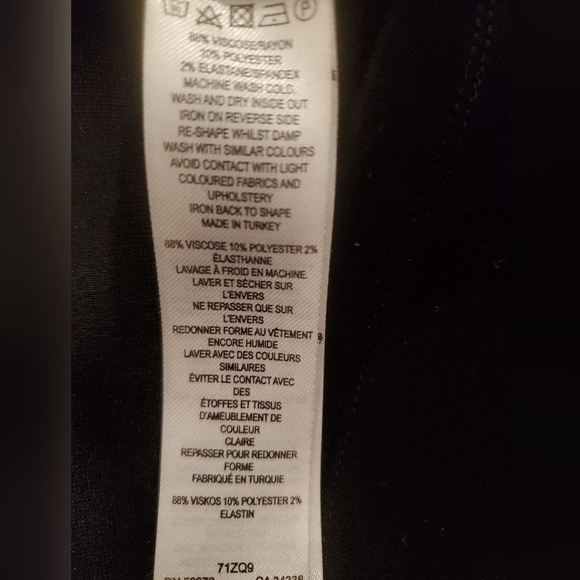 88% VISCOSE/RAYON
10% POLYESTER
2% ELASTANE/SPANDEX
MACHINE WASH COLD.
WASH AND DRY INSIDE OUT
IRON ON REVERSE SIDE
RE-SHAPE WHILST DAMP
WASH WITH SIMILAR COLOURS
AVOID CONTACT WITH LIGHT
COLOURED FABRICS AND
UPHOLSTERY
IRON BACK TO SHAPE
MADE IN TURKEY
88% VISCOSE 10% POLYESTER 2%
ÉLASTHANNE
LAVAGE À FROID EN MACHINE.
LAVER ET SÉCHER SUR
L'ENVERS
NE REPASSER QUE SUR
L'ENVERS
REDONNER FORME AU VÊTEMENT
ENCORE HUMIDE
LAVER AVEC DES COULEURS
SIMILAIRES
ÉVITER LE CONTACT AVEC
DES
ÉTOFFES ET TISSUS
D'AMEUBLEMENT DE
COULEUR
CLAIRE
REPASSER POUR REDONNER
FORME
FABRIQUÉ EN TURQUIE
88% VISKOS 10% POLYESTER 2%
ELASTIN
71ZQ9